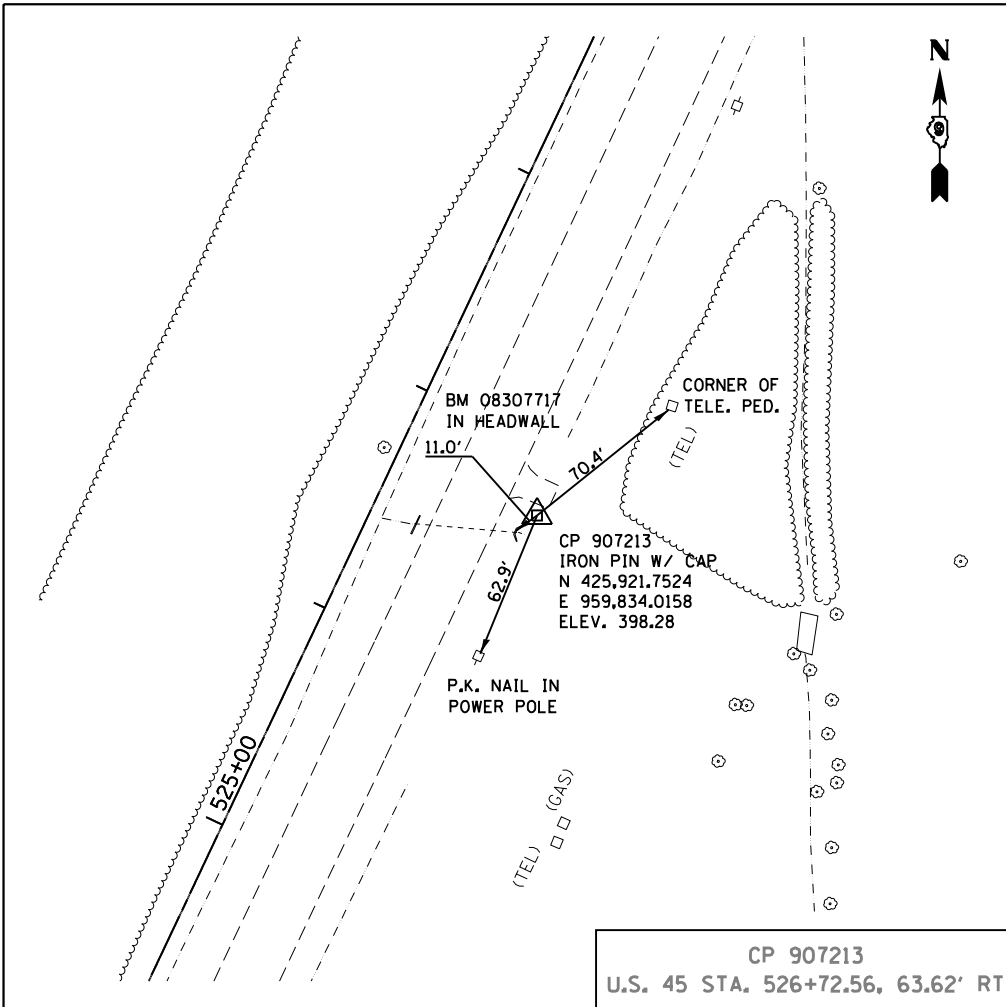 N
BM 08307717
IN HEADWALL
11.0'
CORNER OF
TELE. PED.
(TEL)
70.4'
CP 907213
IRON PIN W/ CAP
N 425,921.7524
E 959,834.0158
ELEV. 398.28
62.9'
P.K. NAIL IN
POWER POLE
525+00
(GAS)
(TEL)
CP 907213
U.S. 45 STA. 526+72.56, 63.62' RT